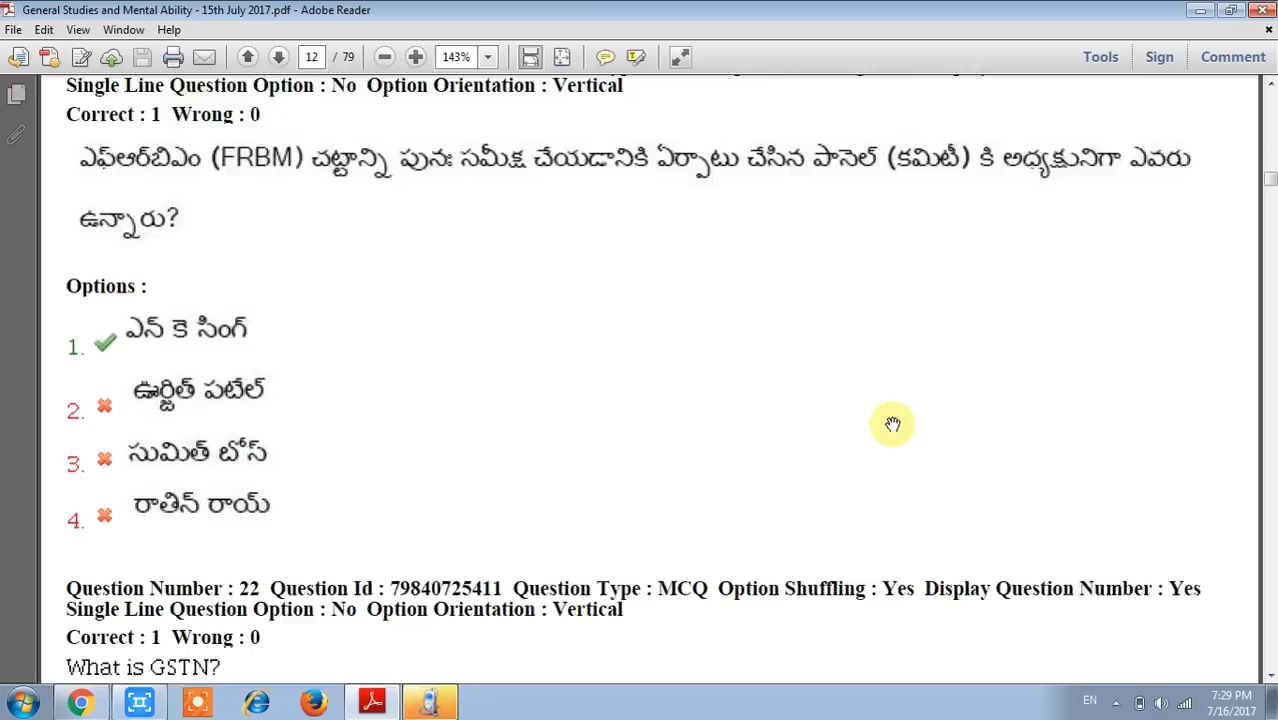 General Studies and Mental Ability - 15th July 2017.pdf - Adobe Reader
File Edit View Window Help
12 / 79 143% Tools Sign Comment
Single Line Question Option : No Option Orientation : Vertical
Correct : 1 Wrong : 0
ఎఫ్ఆర్‌బిఎం (FRBM) చట్టాన్ని పునః సమీక్ష చేయడానికి ఏర్పాటు చేసిన పానెల్ (కమిటీ) కి అధ్యక్షునిగా ఎవరు
ఉన్నారు?
Options :
1. ఎన్ కె సింగ్
2. ఊర్జిత్ పటేల్
3. సుమిత్ బోస్
4. రాతిన్ రాయ్
Question Number : 22 Question Id : 79840725411 Question Type : MCQ Option Shuffling : Yes Display Question Number : Yes
Single Line Question Option : No Option Orientation : Vertical
Correct : 1 Wrong : 0
What is GSTN?
EN 7:29 PM
7/16/2017